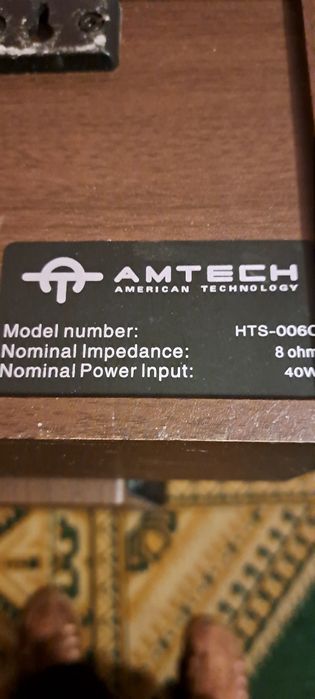 AMTECH
AMERICAN TECHNOLOGY
Model number: HTS-006C
Nominal Impedance: 8 ohm
Nominal Power Input: 40W